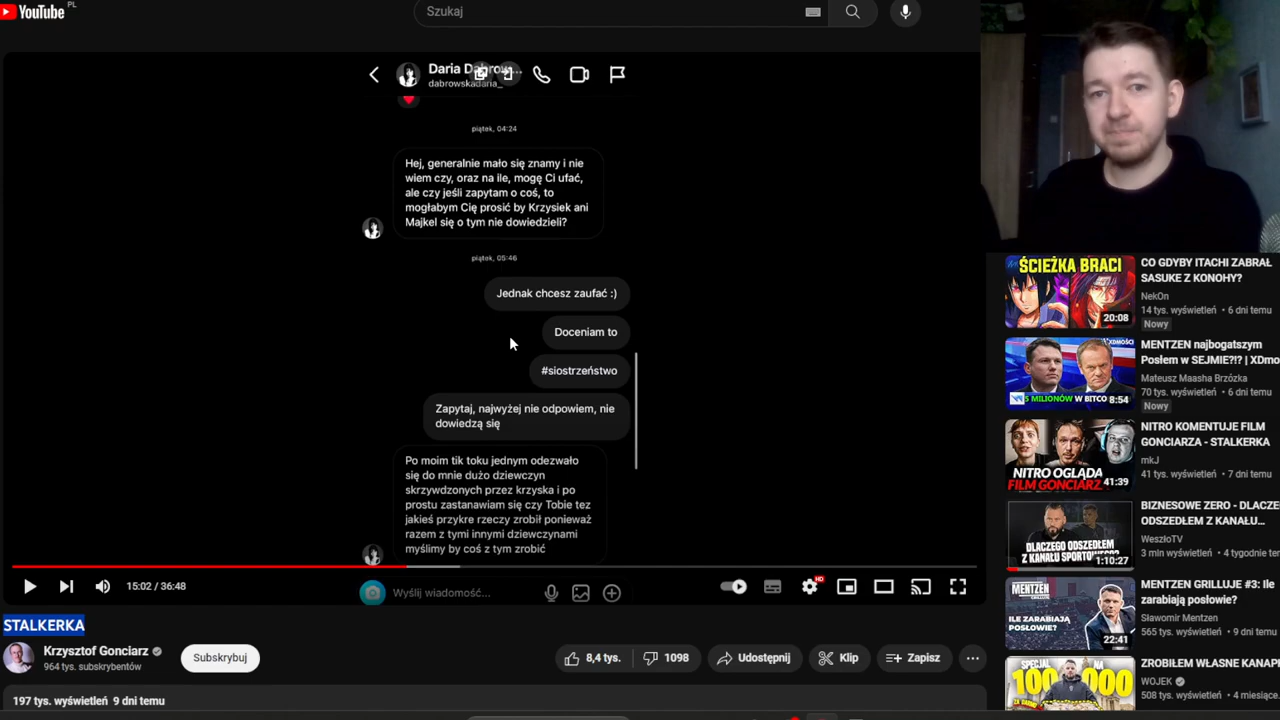 YouTube PL
Szukaj
Daria Dąbrow...
dabrowskadaria_
piątek, 04:24
Hej, generalnie mało się znamy i nie
wiem czy, oraz na ile, mogę Ci ufać,
ale czy jeśli zapytam o coś, to
mogłabym Cię prosić by Krzysiek ani
Majkel się o tym nie dowiedzieli?
piątek, 05:46
Jednak chcesz zaufać :)
Doceniam to
#siostrzeństwo
Zapytaj, najwyżej nie odpowiem, nie
dowiedzą się
Po moim tik toku jednym odezwało
się do mnie dużo dziewczyn
skrzywdzonych przez krzyska i po
prostu zastanawiam się czy Tobie tez
jakieś przykre rzeczy zrobił ponieważ
razem z tymi innymi dziewczynami
myślimy by coś z tym zrobić
Wyślij wiadomość...
15:02 / 36:48
HD
STALKERKA
Krzysztof Gonciarz
964 tys. subskrybentów
Subskrybuj
8,4 tys.
1098
Udostępnij
Klip
Zapisz
197 tys. wyświetleń 9 dni temu
ŚCIEŻKA BRACI
20:08
CO GDYBY ITACHI ZABRAŁ
SASUKE Z KONOHY?
NekOn
14 tys. wyświetleń • 6 dni temu
Nowy
XDMOŚCI
5 MILIONÓW W BITCO
8:54
MENTZEN najbogatszym
Posłem w SEJMIE?!? | XDmo
Mateusz Maasha Brzózka
70 tys. wyświetleń • 6 dni temu
Nowy
NITRO OGLĄDA
FILM GONCIARZA
41:39
NITRO KOMENTUJE FILM
GONCIARZA - STALKERKA
mkJ
41 tys. wyświetleń • 7 dni temu
DLACZEGO ODSZEDŁEM
Z KANAŁU SPORTOWEGO?
1:10:27
BIZNESOWE ZERO - DLACZEGO
ODSZEDŁEM Z KANAŁU...
WeszłoTV
3 mln wyświetleń • 4 tygodnie ter
MENTZEN
GRILLUJE
ILE ZARABIAJĄ
POSŁOWIE?
22:41
MENTZEN GRILLUJE #3: Ile
zarabiają posłowie?
Sławomir Mentzen
565 tys. wyświetleń • 9 dni temu
SPECJAŁ NA
100 000
ZROBIŁEM WŁASNE KANAP
WOJEK
508 tys. wyświetleń • 4 miesiące